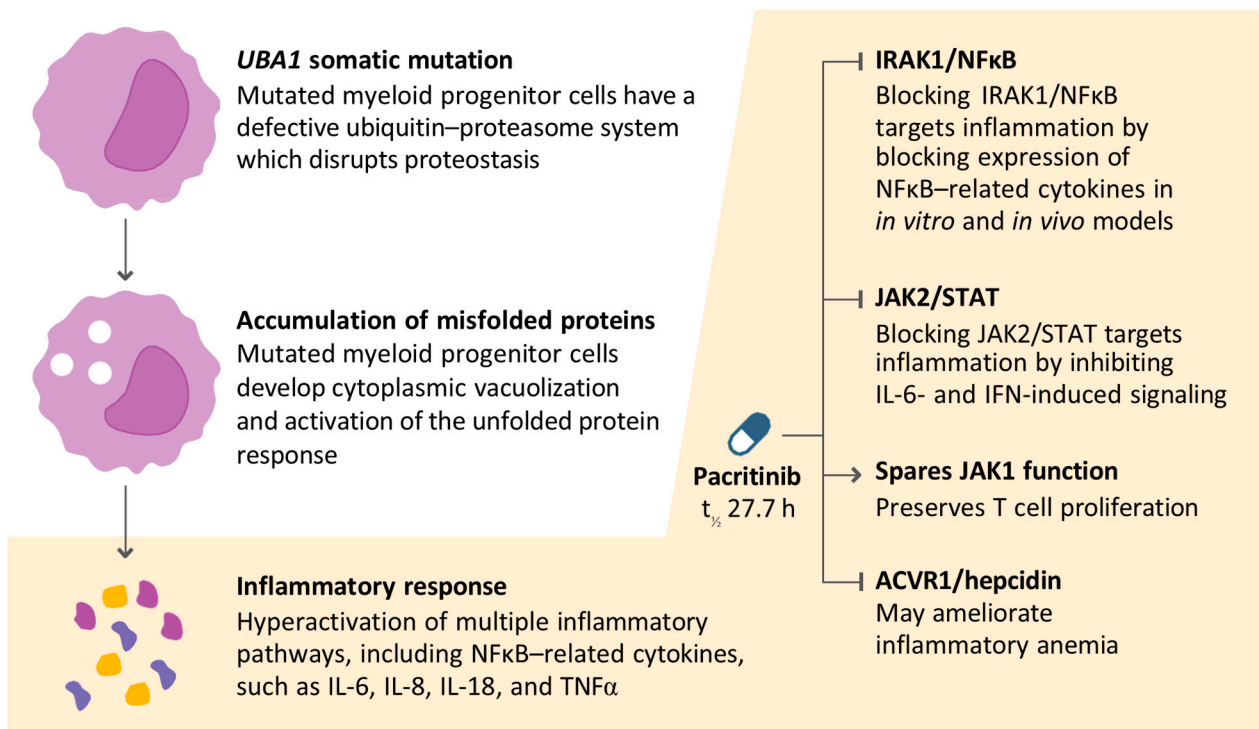 UBA1 somatic mutation
Mutated myeloid progenitor cells have a
defective ubiquitin–proteasome system
which disrupts proteostasis
Accumulation of misfolded proteins
Mutated myeloid progenitor cells
develop cytoplasmic vacuolization
and activation of the unfolded protein
response
Inflammatory response
Hyperactivation of multiple inflammatory
pathways, including NFκB–related cytokines,
such as IL-6, IL-8, IL-18, and TNFα
Pacritinib
t½ 27.7 h
IRAK1/NFκB
Blocking IRAK1/NFκB
targets inflammation by
blocking expression of
NFκB–related cytokines in
in vitro and in vivo models
JAK2/STAT
Blocking JAK2/STAT targets
inflammation by inhibiting
IL-6- and IFN-induced signaling
Spares JAK1 function
Preserves T cell proliferation
ACVR1/hepcidin
May ameliorate
inflammatory anemia